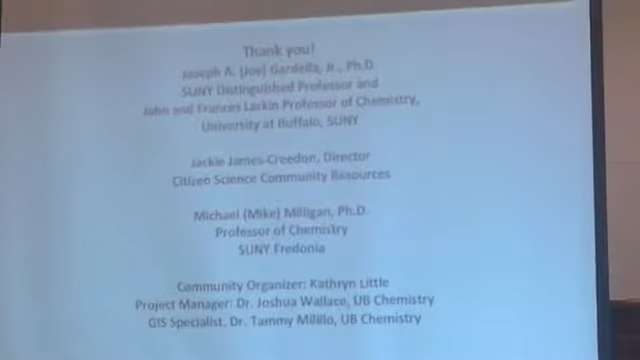 Thank you!
Joseph A. (Joe) Gardella, Jr., Ph.D.
SUNY Distinguished Professor and
John and Frances Larkin Professor of Chemistry,
University at Buffalo, SUNY
Jackie James-Creedon, Director
Citizen Science Community Resources
Michael (Mike) Milligan, Ph.D.
Professor of Chemistry
SUNY Fredonia
Community Organizer: Kathryn Little
Project Manager: Dr. Joshua Wallace, UB Chemistry
GIS Specialist, Dr. Tammy Milillo, UB Chemistry